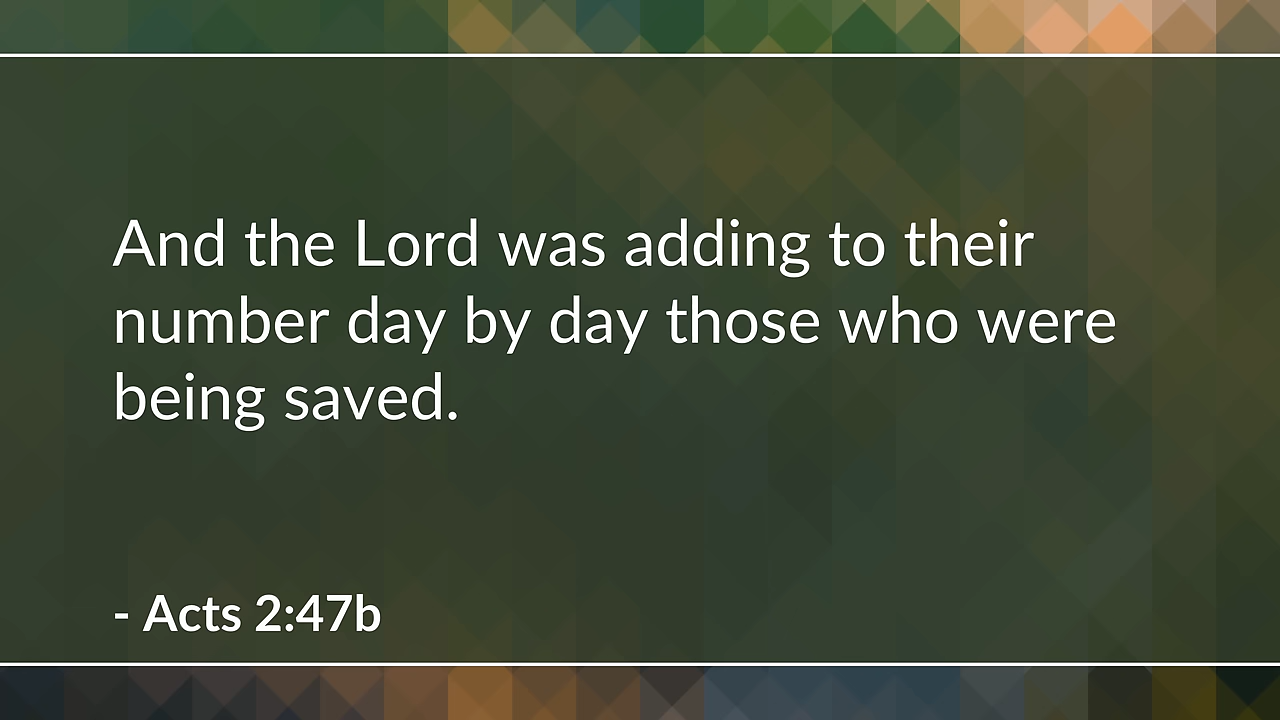 And the Lord was adding to their
number day by day those who were
being saved.
- Acts 2:47b